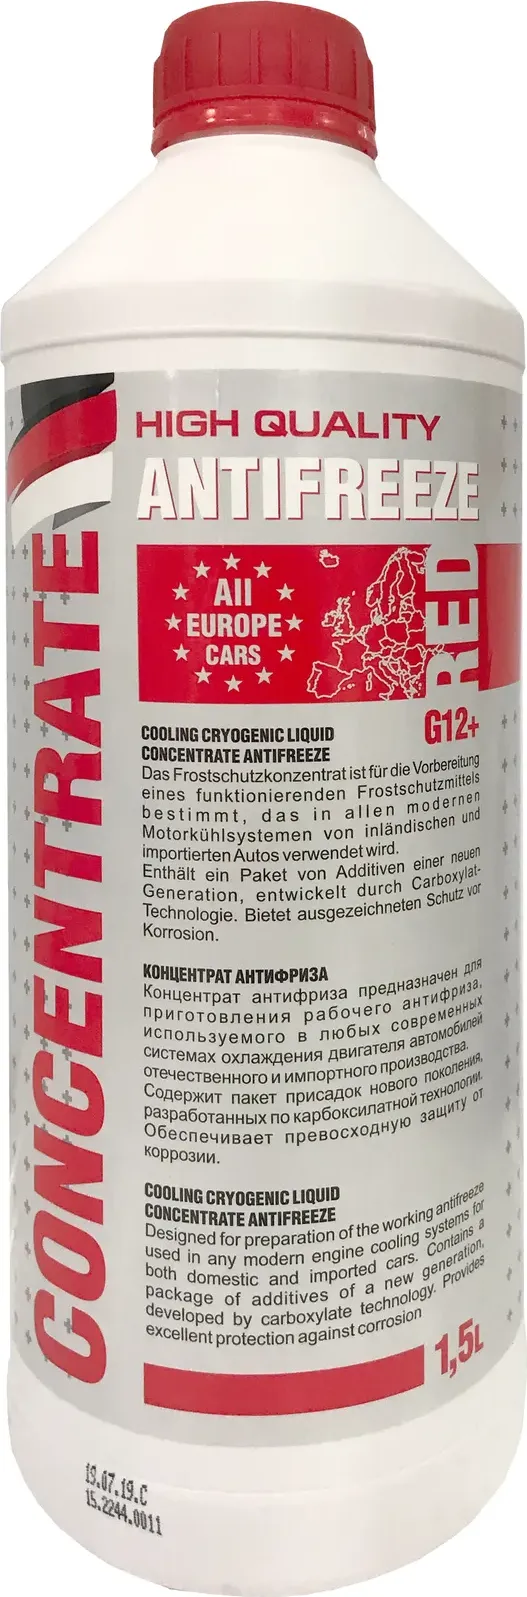 HIGH QUALITY
ANTIFREEZE
All
EUROPE
CARS
RED
G12+
CONCENTRATE
COOLING CRYOGENIC LIQUID
CONCENTRATE ANTIFREEZE
Das Frostschutzkonzentrat ist für die Vorbereitung
eines funktionierenden Frostschutzmittels
bestimmt, das in allen modernen
Motorkühlsystemen von inländischen und
importierten Autos verwendet wird.
Enthält ein Paket von Additiven einer neuen
Generation, entwickelt durch Carboxylat-
Technologie. Bietet ausgezeichneten Schutz vor
Korrosion.
КОНЦЕНТРАТ АНТИФРИЗА
Концентрат антифриза предназначен для
приготовления рабочего антифриза,
используемого в любых современных
системах охлаждения двигателя автомобилей
отечественного и импортного производства.
Содержит пакет присадок нового поколения,
разработанных по карбоксилатной технологии.
Обеспечивает превосходную защиту от
коррозии.
COOLING CRYOGENIC LIQUID
CONCENTRATE ANTIFREEZE
Designed for preparation of the working antifreeze
used in any modern engine cooling systems for
both domestic and imported cars. Contains a
package of additives of a new generation,
developed by carboxylate technology. Provides
excellent protection against corrosion
1,5L
19.07.19.C
15.2244.0011